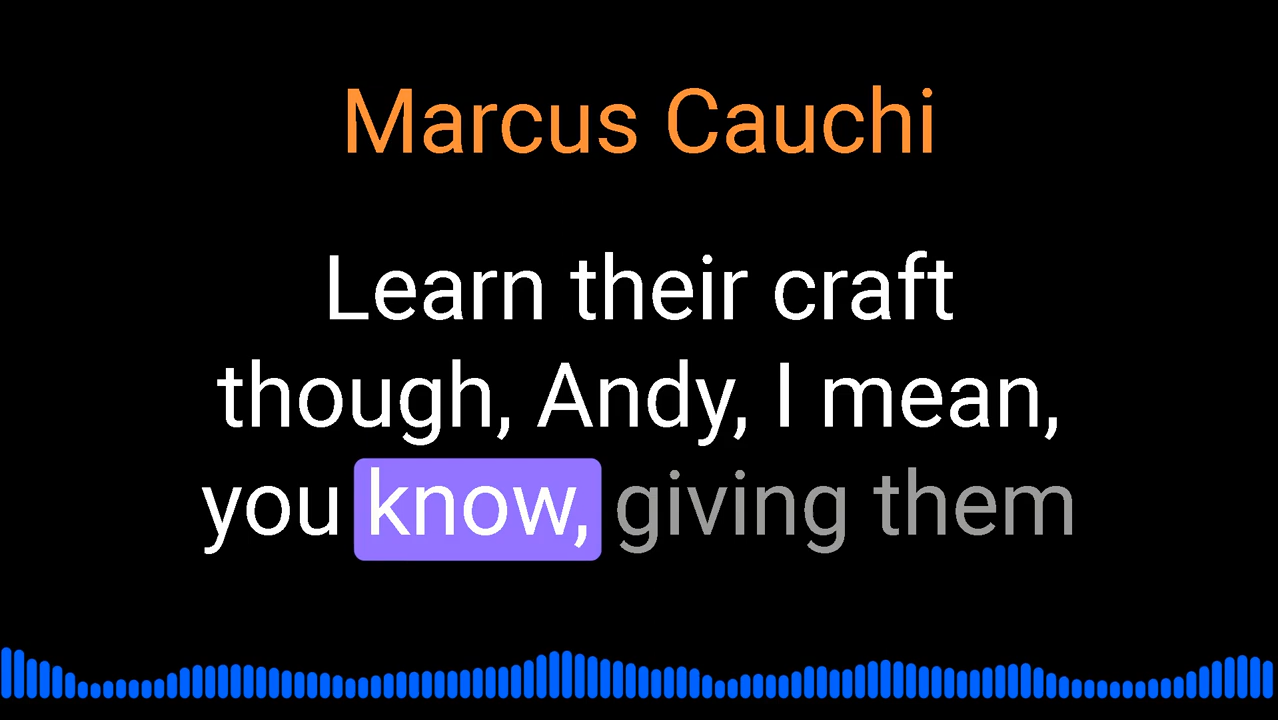 Marcus Cauchi
Learn their craft
though, Andy, I mean,
you know, giving them